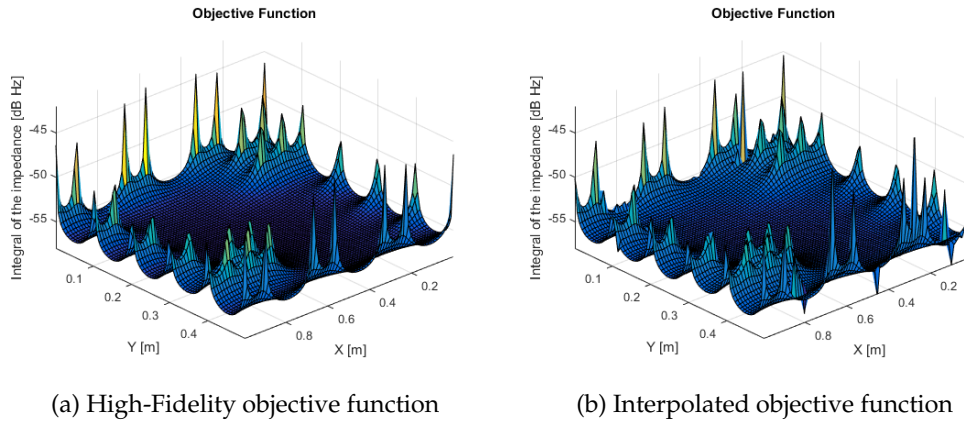 Objective Function
Integral of the impedance [dB Hz]
-45
-50
-55
0.1
0.2
0.3
0.4
Y [m]
0.8
0.6
0.4
0.2
X [m]
(a) High-Fidelity objective function
Objective Function
Integral of the impedance [dB Hz]
-45
-50
-55
0.1
0.2
0.3
0.4
Y [m]
0.8
0.6
0.4
0.2
X [m]
(b) Interpolated objective function